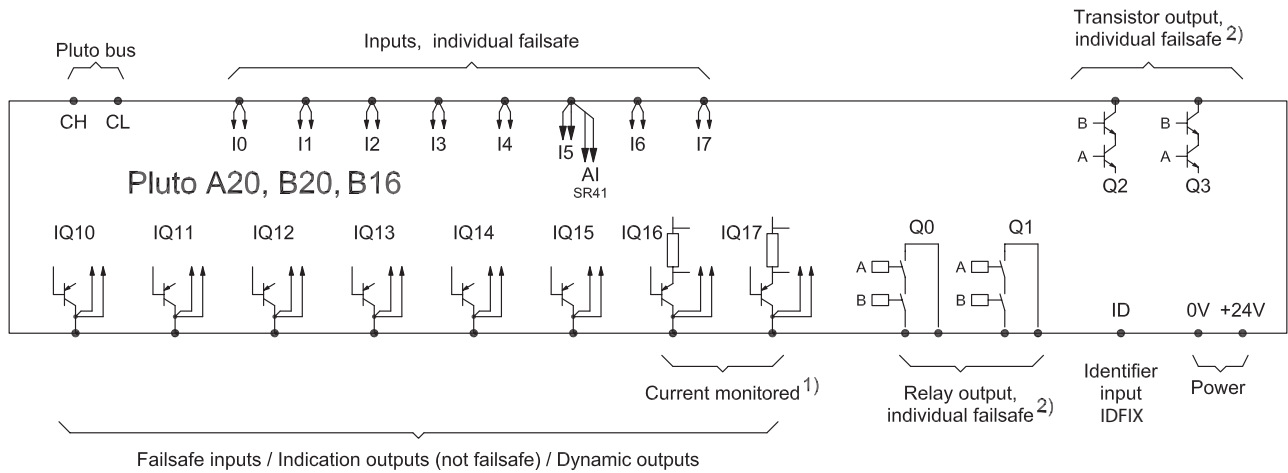 Transistor output,
individual failsafe 2)
Pluto bus
Inputs, individual failsafe
CH CL
I0 I1 I2 I3 I4 I5 I6 I7
AI
SR41
B B
A A
Q2 Q3
Pluto A20, B20, B16
IQ10 IQ11 IQ12 IQ13 IQ14 IQ15 IQ16 IQ17
Q0 Q1
A A
B B
ID 0V +24V
Current monitored 1)
Relay output,
individual failsafe 2)
Identifier
input
IDFIX
Power
Failsafe inputs / Indication outputs (not failsafe) / Dynamic outputs